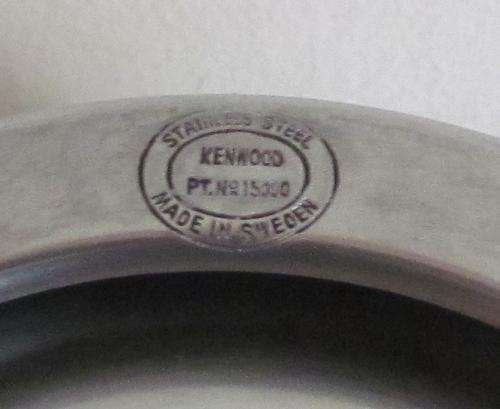 STAINLESS STEEL
KENWOOD
PT. No 15000
MADE IN SWEDEN